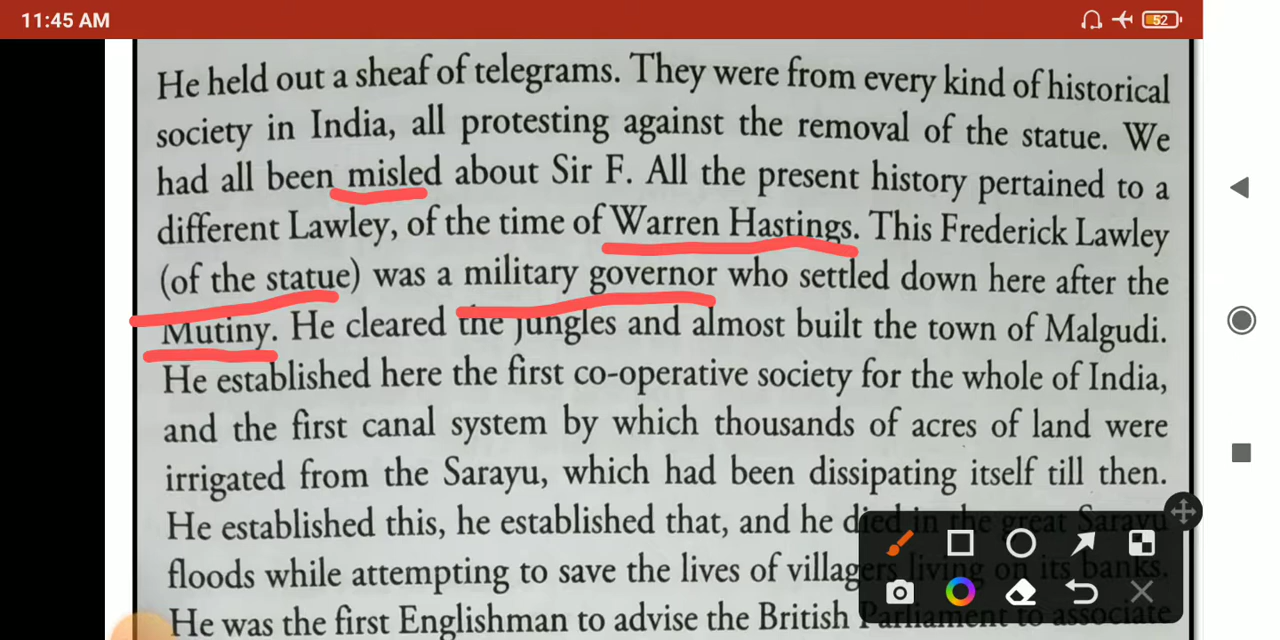 11:45 AM
52
He held out a sheaf of telegrams. They were from every kind of historical
society in India, all protesting against the removal of the statue. We
had all been misled about Sir F. All the present history pertained to a
different Lawley, of the time of Warren Hastings. This Frederick Lawley
(of the statue) was a military governor who settled down here after the
Mutiny. He cleared the jungles and almost built the town of Malgudi.
He established here the first co-operative society for the whole of India,
and the first canal system by which thousands of acres of land were
irrigated from the Sarayu, which had been dissipating itself till then.
He established this, he established that, and he died in the great Sarayu
floods while attempting to save the lives of villagers living on its banks.
He was the first Englishman to advise the British Parliament to associate